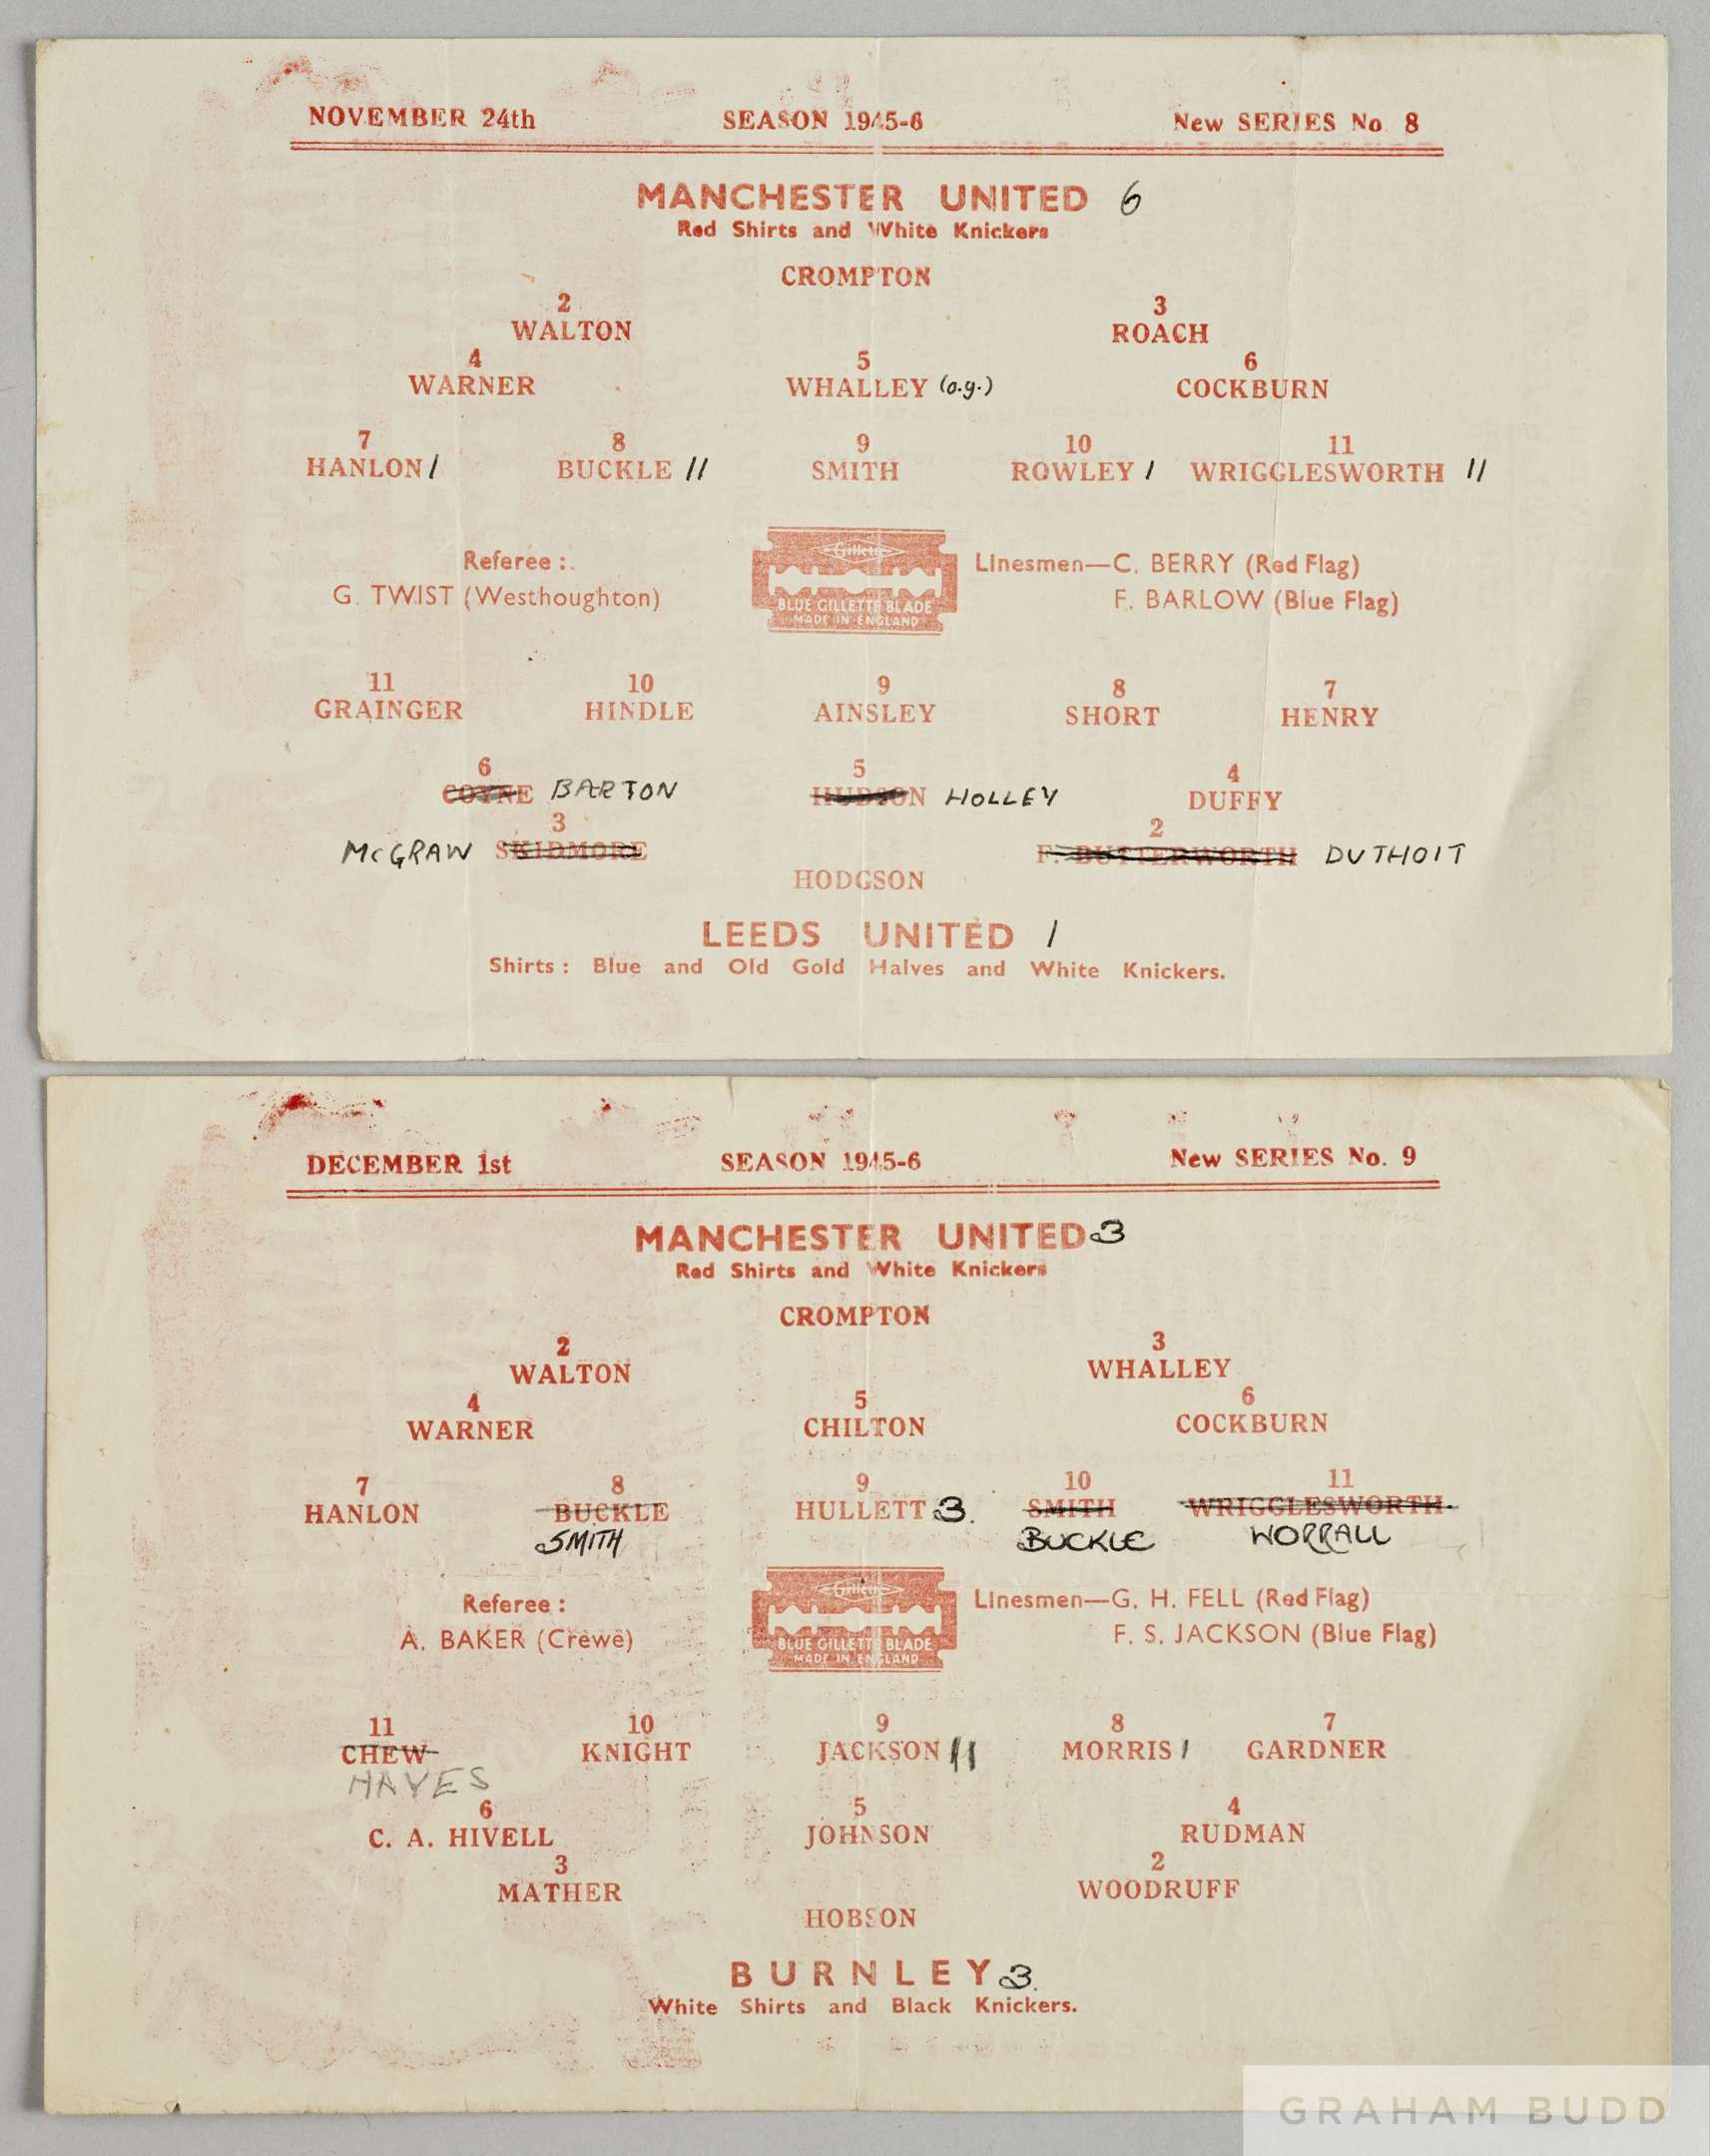 NOVEMBER 24th SEASON 1945-6 New SERIES No 8
MANCHESTER UNITED 6
Red Shirts and White Knickers
CROMPTON
2 3
WALTON ROACH
4 5 6
WARNER WHALLEY (o.g.) COCKBURN
7 8 9 10 11
HANLON / BUCKLE // SMITH ROWLEY / WRIGGLESWORTH //
Referee :. Linesmen—C. BERRY (Red Flag)
G. TWIST (Westhoughton) F. BARLOW (Blue Flag)
Gillette
BLUE GILLETTE BLADE
MADE IN ENGLAND
11 10 9 8 7
GRAINGER HINDLE AINSLEY SHORT HENRY
6 5 4
COYNE BARTON HUDSON HOLLEY DUFFY
3 2
McGRAW SKIDMORE F. BUTTERWORTH DUTHOIT
HODGSON
LEEDS UNITED /
Shirts : Blue and Old Gold Halves and White Knickers.
DECEMBER 1st SEASON 1945-6 New SERIES No. 9
MANCHESTER UNITED 3
Red Shirts and White Knickers
CROMPTON
2 3
WALTON WHALLEY
4 5 6
WARNER CHILTON COCKBURN
7 8 9 10 11
HANLON BUCKLE HULLETT 3. SMITH WRIGGLESWORTH.
SMITH BUCKLE WORRALL
Referee : Linesmen—G. H. FELL (Red Flag)
A. BAKER (Crewe) F. S. JACKSON (Blue Flag)
Gillette
BLUE GILLETTE BLADE
MADE IN ENGLAND
11 10 9 8 7
CHEW KNIGHT JACKSON // MORRIS / GARDNER
HAYES
6 5 4
C. A. HIVELL JOHNSON RUDMAN
3 2
MATHER WOODRUFF
HOBSON
BURNLEY 3.
White Shirts and Black Knickers.
GRAHAM BUDD